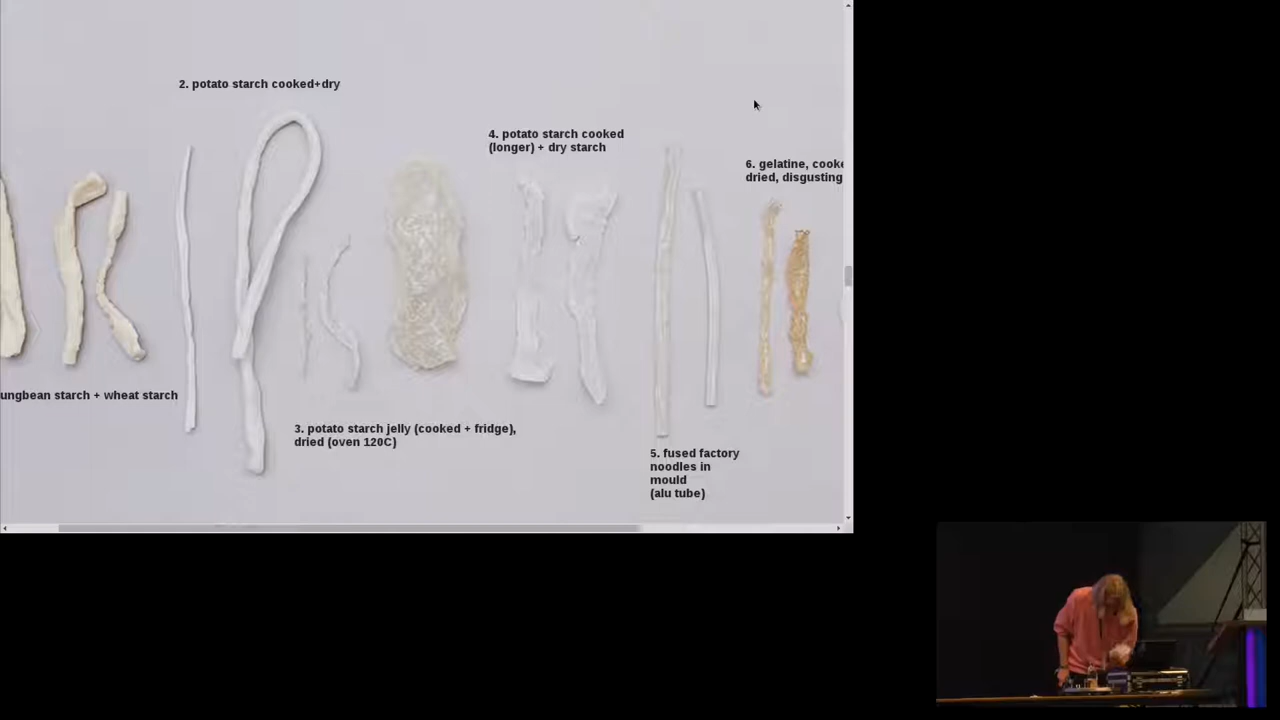 2. potato starch cooked+dry
4. potato starch cooked
(longer) + dry starch
6. gelatine, cooke
dried, disgusting
ungbean starch + wheat starch
3. potato starch jelly (cooked + fridge),
dried (oven 120C)
5. fused factory
noodles in
mould
(alu tube)